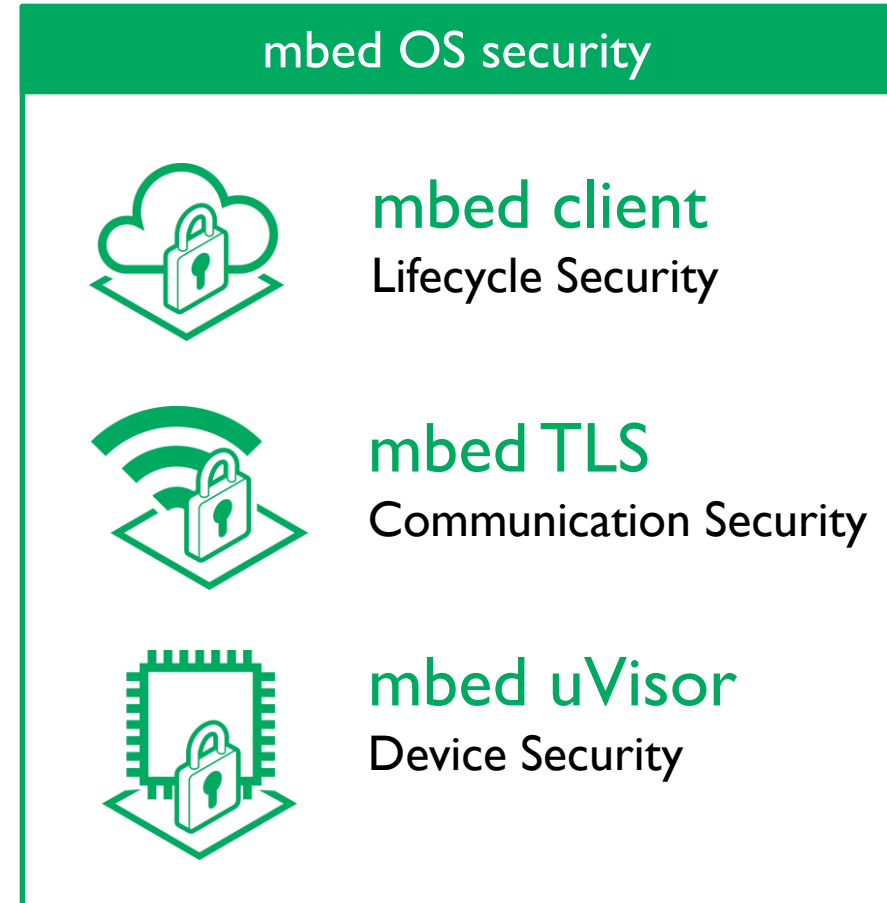 mbed OS security
mbed client
Lifecycle Security
mbed TLS
Communication Security
mbed uVisor
Device Security